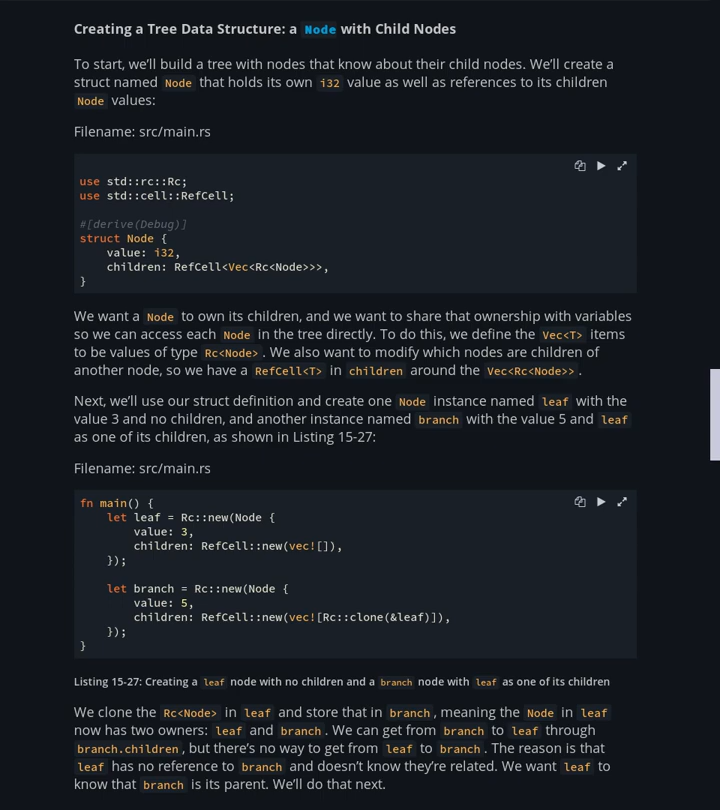 Creating a Tree Data Structure: a Node with Child Nodes
To start, we’ll build a tree with nodes that know about their child nodes. We’ll create a
struct named Node that holds its own i32 value as well as references to its children
Node values:
Filename: src/main.rs
use std::rc::Rc;
use std::cell::RefCell;
#[derive(Debug)]
struct Node {
    value: i32,
    children: RefCell<Vec<Rc<Node>>>,
}
We want a Node to own its children, and we want to share that ownership with variables
so we can access each Node in the tree directly. To do this, we define the Vec<T> items
to be values of type Rc<Node>. We also want to modify which nodes are children of
another node, so we have a RefCell<T> in children around the Vec<Rc<Node>>.
Next, we’ll use our struct definition and create one Node instance named leaf with the
value 3 and no children, and another instance named branch with the value 5 and leaf
as one of its children, as shown in Listing 15-27:
Filename: src/main.rs
fn main() {
    let leaf = Rc::new(Node {
        value: 3,
        children: RefCell::new(vec![]),
    });
    let branch = Rc::new(Node {
        value: 5,
        children: RefCell::new(vec![Rc::clone(&leaf)]),
    });
}
Listing 15-27: Creating a leaf node with no children and a branch node with leaf as one of its children
We clone the Rc<Node> in leaf and store that in branch, meaning the Node in leaf
now has two owners: leaf and branch. We can get from branch to leaf through
branch.children, but there’s no way to get from leaf to branch. The reason is that
leaf has no reference to branch and doesn’t know they’re related. We want leaf to
know that branch is its parent. We’ll do that next.